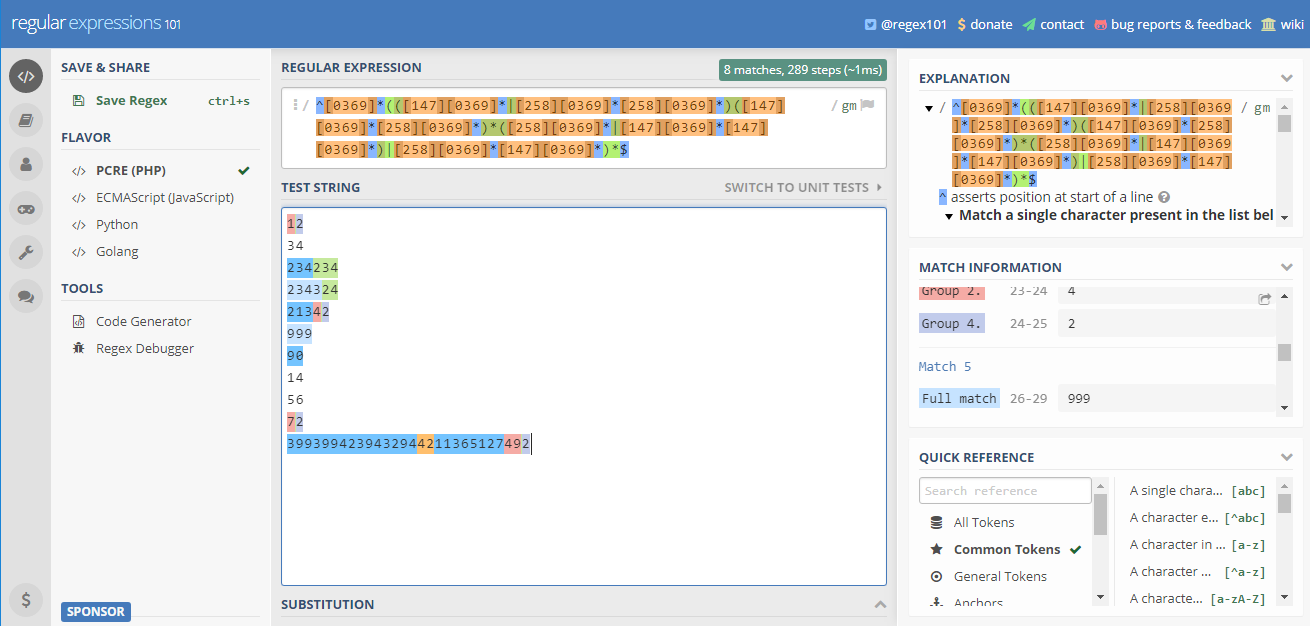 regular expressions 101
@regex101 $ donate contact bug reports & feedback wiki
SAVE & SHARE
Save Regex ctrl+s
FLAVOR
</> PCRE (PHP)
</> ECMAScript (JavaScript)
</> Python
</> Golang
TOOLS
Code Generator
Regex Debugger
$
SPONSOR
REGULAR EXPRESSION
8 matches, 289 steps (~1ms)
/ ^[0369]*(([147][0369]*|[258][0369]*[258][0369]*)([147] / gm
[0369]*[258][0369]*)*([258][0369]*|[147][0369]*[147]
[0369]*)|[258][0369]*[147][0369]*)*$
TEST STRING
SWITCH TO UNIT TESTS
12
34
234234
234324
21342
999
90
14
56
72
3993994239432944211365127492
SUBSTITUTION
EXPLANATION
/ ^[0369]*(([147][0369]*|[258][0369 / gm
]*[258][0369]*)([147][0369]*[258]
[0369]*)*([258][0369]*|[147][0369
]*[147][0369]*)|[258][0369]*[147]
[0369]*)*$
^ asserts position at start of a line
Match a single character present in the list bel
MATCH INFORMATION
Group 2. 23-24 4
Group 4. 24-25 2
Match 5
Full match 26-29 999
QUICK REFERENCE
Search reference
All Tokens
Common Tokens
General Tokens
Anchors
A single chara... [abc]
A character e... [^abc]
A character in ... [a-z]
A character ... [^a-z]
A characte... [a-zA-Z]